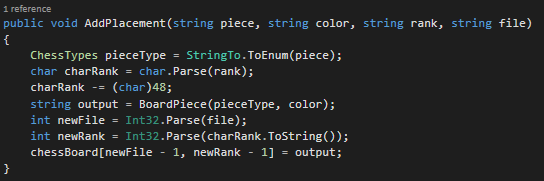 1 reference
public void AddPlacement(string piece, string color, string rank, string file)
{
ChessTypes pieceType = StringTo.ToEnum(piece);
char charRank = char.Parse(rank);
charRank -= (char)48;
string output = BoardPiece(pieceType, color);
int newFile = Int32.Parse(file);
int newRank = Int32.Parse(charRank.ToString());
chessBoard[newFile - 1, newRank - 1] = output;
}